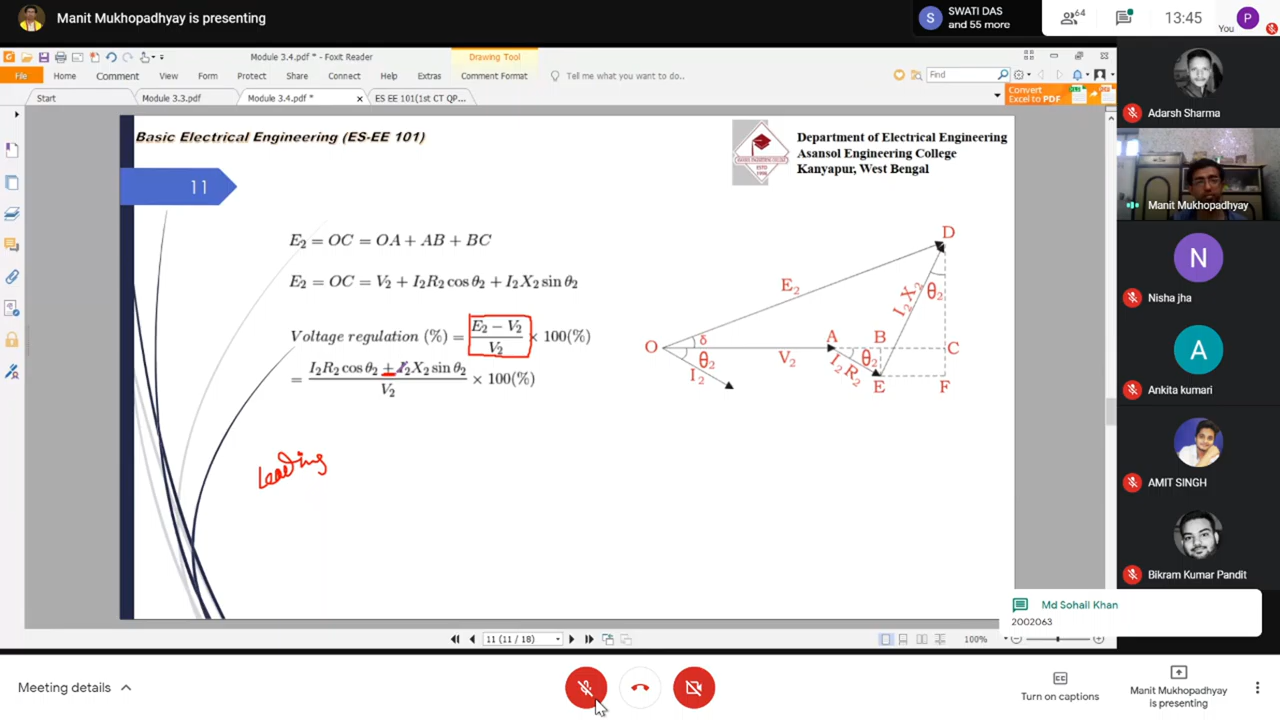 Manit Mukhopadhyay is presenting
S
SWATI DAS
and 55 more
64
13:45
You
P
Module 3.4.pdf * - Foxit Reader
Drawing Tool
File
Home
Comment
View
Form
Protect
Share
Connect
Help
Extras
Comment Format
Tell me what you want to do..
Find
Start
Module 3.3.pdf
Module 3.4.pdf *
ES EE 101(1st CT QP...
Convert
Excel to PDF
Basic Electrical Engineering (ES-EE 101)
Department of Electrical Engineering
Asansol Engineering College
Kanyapur, West Bengal
11
E₂ = OC = OA + AB + BC
E₂ = OC = V₂ + I₂R₂ cos θ₂ + I₂X₂ sin θ₂
Voltage regulation (%) = (E₂ − V₂)/V₂ × 100(%)
= (I₂R₂ cos θ₂ + I₂X₂ sin θ₂)/V₂ × 100(%)
Leading
D
E₂
I₂X₂
θ₂
O
δ
θ₂
I₂
V₂
A
B
C
θ₂
I₂R₂
E
F
Adarsh Sharma
Manit Mukhopadhyay
N
Nisha jha
A
Ankita kumari
AMIT SINGH
Bikram Kumar Pandit
Md Sohail Khan
2002063
11 (11 / 18)
100%
Meeting details
Turn on captions
Manit Mukhopadhyay
is presenting